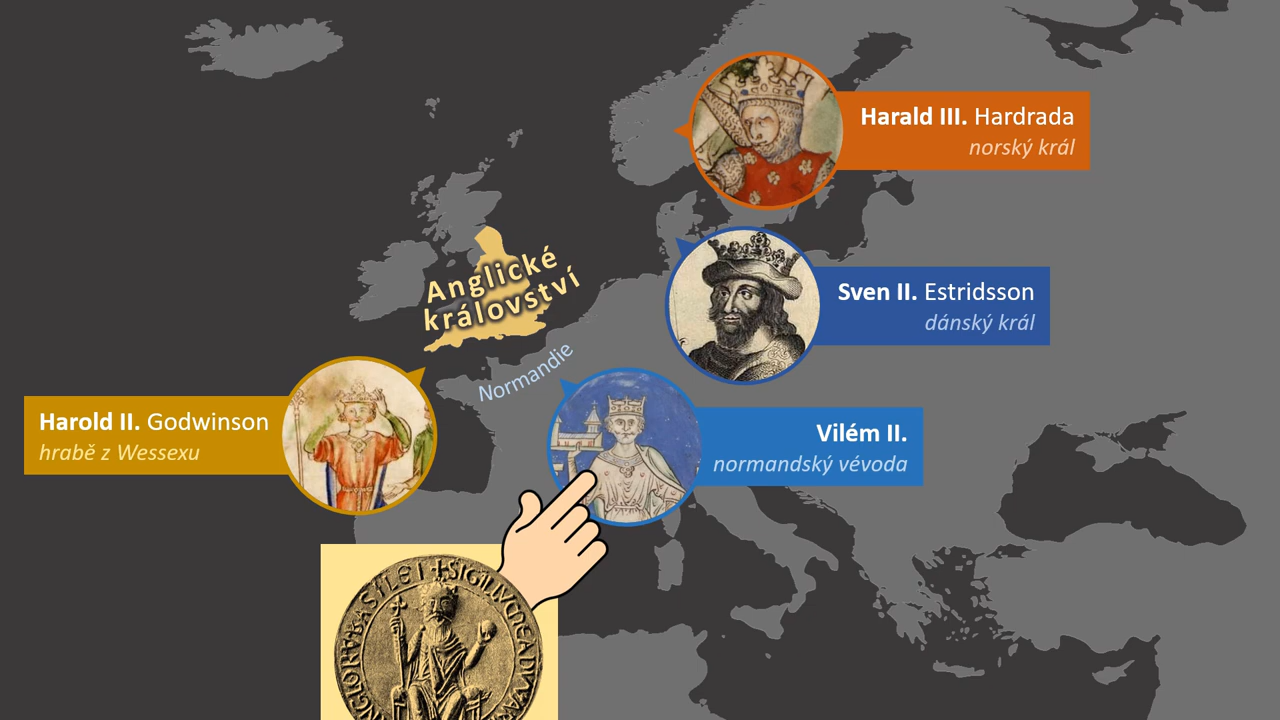 Harald III. Hardrada
norský král
Anglické
království
Sven II. Estridsson
dánský král
Normandie
Harold II. Godwinson
hrabě z Wessexu
Vilém II.
normandský vévoda